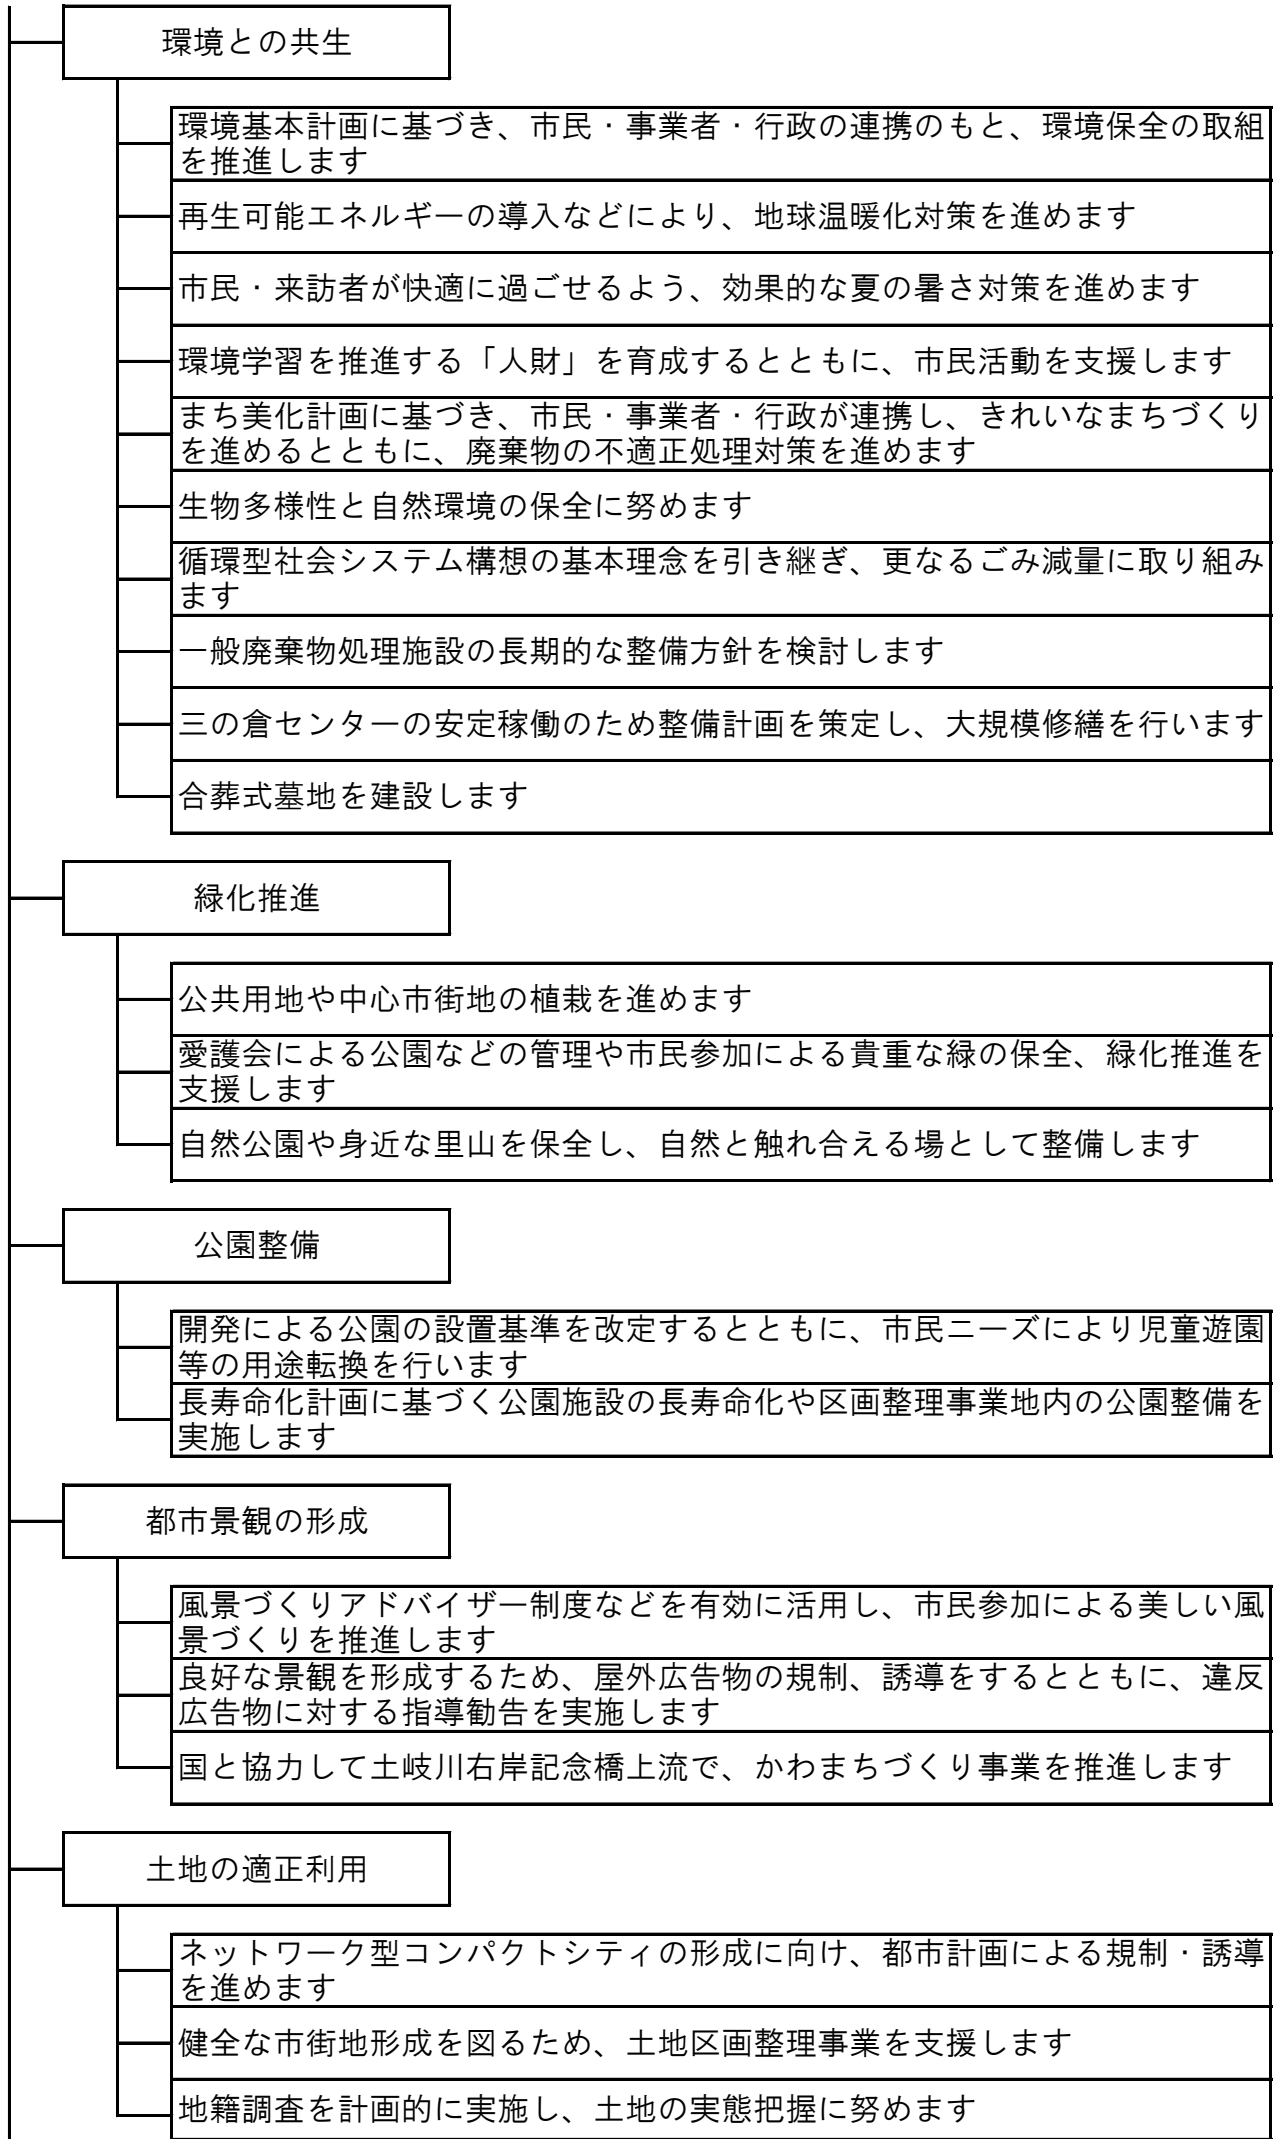 環境との共生
環境基本計画に基づき、市民・事業者・行政の連携のもと、環境保全の取組
を推進します
再生可能エネルギーの導入などにより、地球温暖化対策を進めます
市民・来訪者が快適に過ごせるよう、効果的な夏の暑さ対策を進めます
環境学習を推進する「人財」を育成するとともに、市民活動を支援します
まち美化計画に基づき、市民・事業者・行政が連携し、きれいなまちづくり
を進めるとともに、廃棄物の不適正処理対策を進めます
生物多様性と自然環境の保全に努めます
循環型社会システム構想の基本理念を引き継ぎ、更なるごみ減量に取り組み
ます
一般廃棄物処理施設の長期的な整備方針を検討します
三の倉センターの安定稼働のため整備計画を策定し、大規模修繕を行います
合葬式墓地を建設します
緑化推進
公共用地や中心市街地の植栽を進めます
愛護会による公園などの管理や市民参加による貴重な緑の保全、緑化推進を
支援します
自然公園や身近な里山を保全し、自然と触れ合える場として整備します
公園整備
開発による公園の設置基準を改定するとともに、市民ニーズにより児童遊園
等の用途転換を行います
長寿命化計画に基づく公園施設の長寿命化や区画整理事業地内の公園整備を
実施します
都市景観の形成
風景づくりアドバイザー制度などを有効に活用し、市民参加による美しい風
景づくりを推進します
良好な景観を形成するため、屋外広告物の規制、誘導をするとともに、違反
広告物に対する指導勧告を実施します
国と協力して土岐川右岸記念橋上流で、かわまちづくり事業を推進します
土地の適正利用
ネットワーク型コンパクトシティの形成に向け、都市計画による規制・誘導
を進めます
健全な市街地形成を図るため、土地区画整理事業を支援します
地籍調査を計画的に実施し、土地の実態把握に努めます